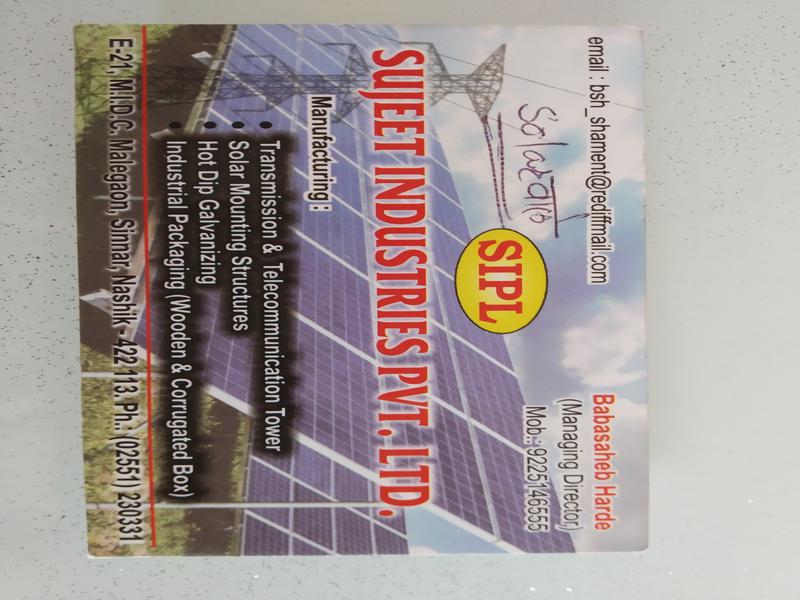 email : bsh_shament@rediffmail.com
Babasaheb Harde
(Managing Director)
Mob.: 9225146555
Solarवाले
SIPL
SUJEET INDUSTRIES PVT. LTD.
Manufacturing :
• Transmission & Telecommunication Tower
• Solar Mounting Structures
• Hot Dip Galvanizing
• Industrial Packaging (Wooden & Corrugated Box)
E-21, M.I.D.C. Malegaon, Sinnar, Nashik - 422 113. Ph.: (02551) 230331